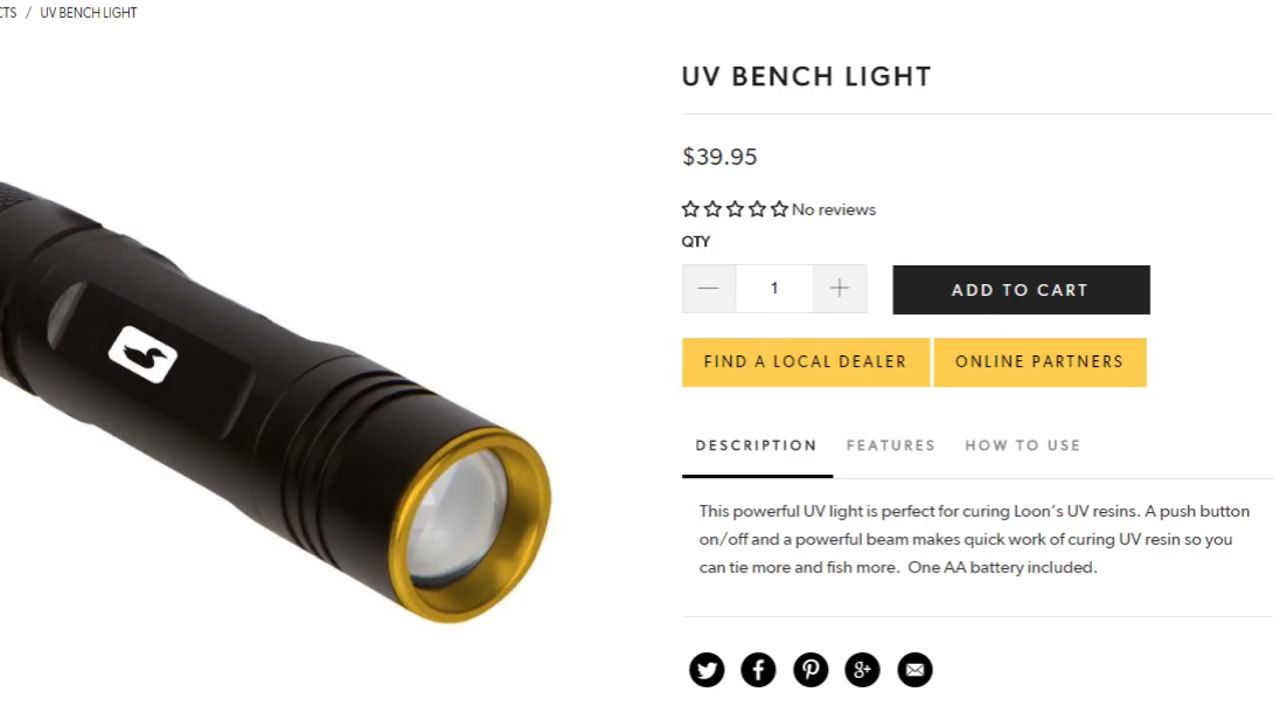 CTS / UV BENCH LIGHT
UV BENCH LIGHT
$39.95
No reviews
QTY
1
ADD TO CART
FIND A LOCAL DEALER
ONLINE PARTNERS
DESCRIPTION FEATURES HOW TO USE
This powerful UV light is perfect for curing Loon's UV resins. A push button
on/off and a powerful beam makes quick work of curing UV resin so you
can tie more and fish more. One AA battery included.